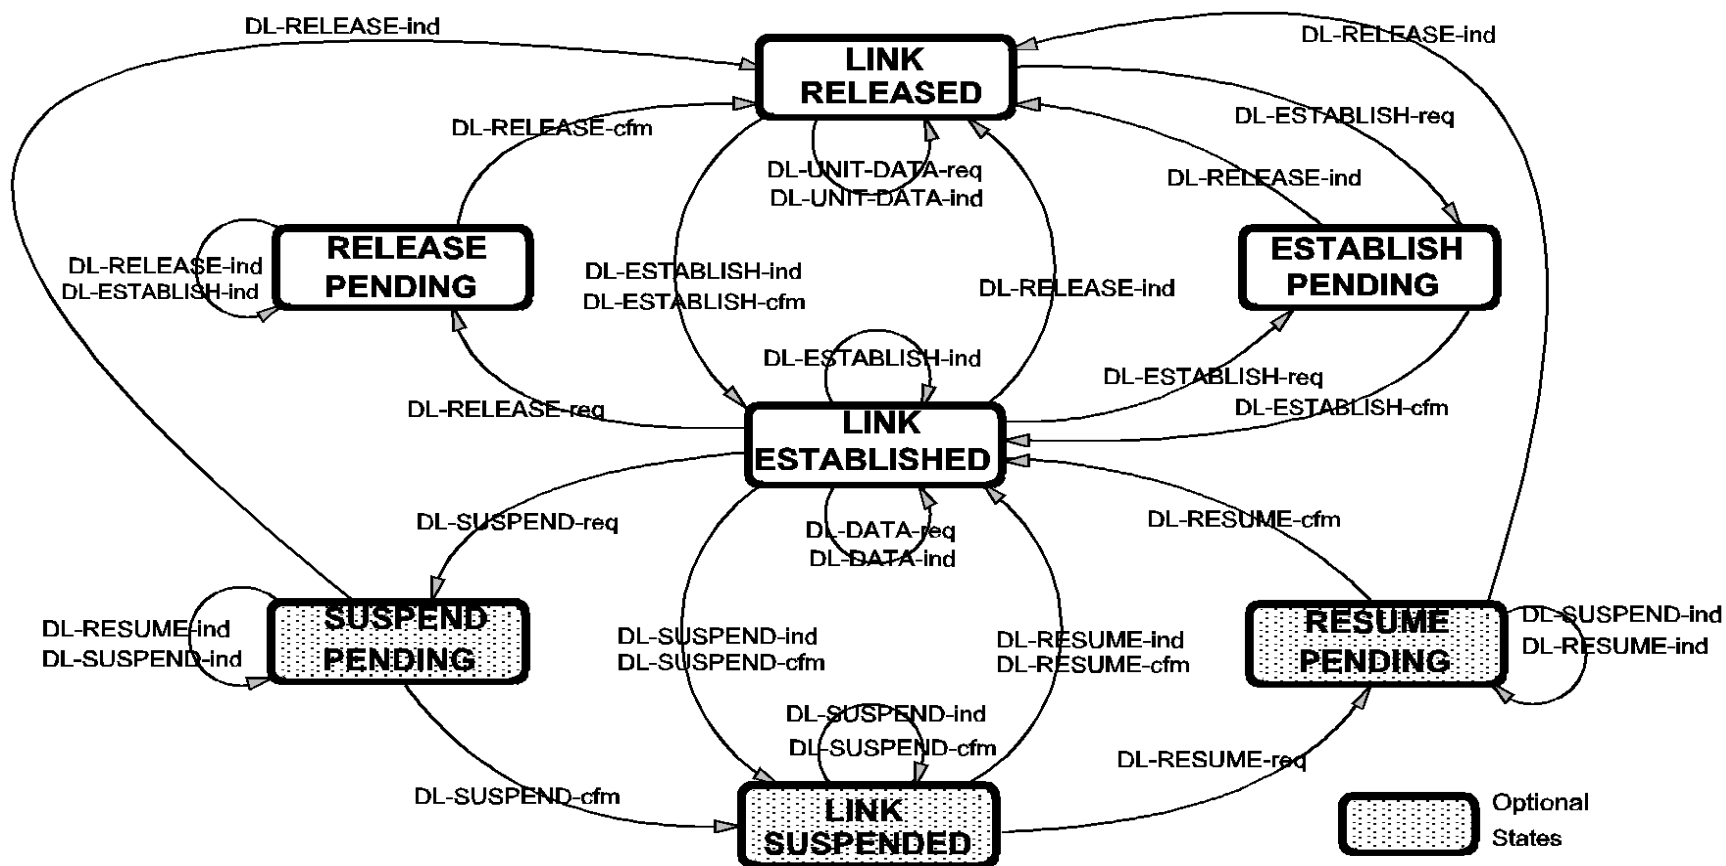 DL-RELEASE-ind
LINK
RELEASED
DL-RELEASE-ind
DL-RELEASE-cfm
DL-ESTABLISH-req
DL-UNIT-DATA-req
DL-UNIT-DATA-ind
DL-RELEASE-ind
RELEASE
PENDING
DL-RELEASE-ind
DL-ESTABLISH-ind
DL-ESTABLISH-ind
DL-ESTABLISH-cfm
DL-RELEASE-ind
ESTABLISH
PENDING
DL-ESTABLISH-ind
DL-ESTABLISH-req
DL-RELEASE-req
DL-ESTABLISH-cfm
LINK
ESTABLISHED
DL-SUSPEND-req
DL-DATA-req
DL-DATA-ind
DL-RESUME-cfm
SUSPEND
PENDING
DL-RESUME-ind
DL-SUSPEND-ind
DL-SUSPEND-ind
DL-SUSPEND-cfm
DL-RESUME-ind
DL-RESUME-cfm
RESUME
PENDING
DL-SUSPEND-ind
DL-RESUME-ind
DL-SUSPEND-ind
DL-SUSPEND-cfm
DL-RESUME-req
DL-SUSPEND-cfm
LINK
SUSPENDED
Optional
States